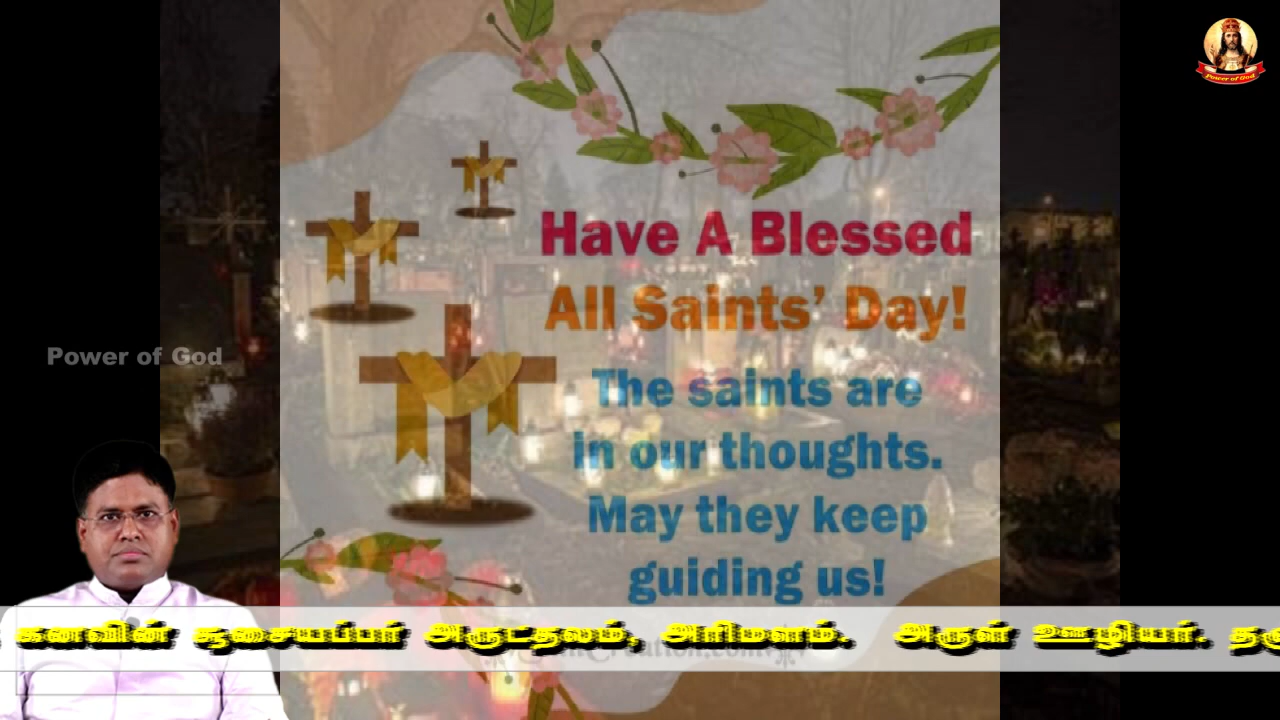 Power of God
Have A Blessed
All Saints' Day!
The saints are
in our thoughts.
May they keep
guiding us!
Power of God
கனவின் சூசையப்பர் அருட்தலம், அரிமளம். அருள் ஊழியர்.